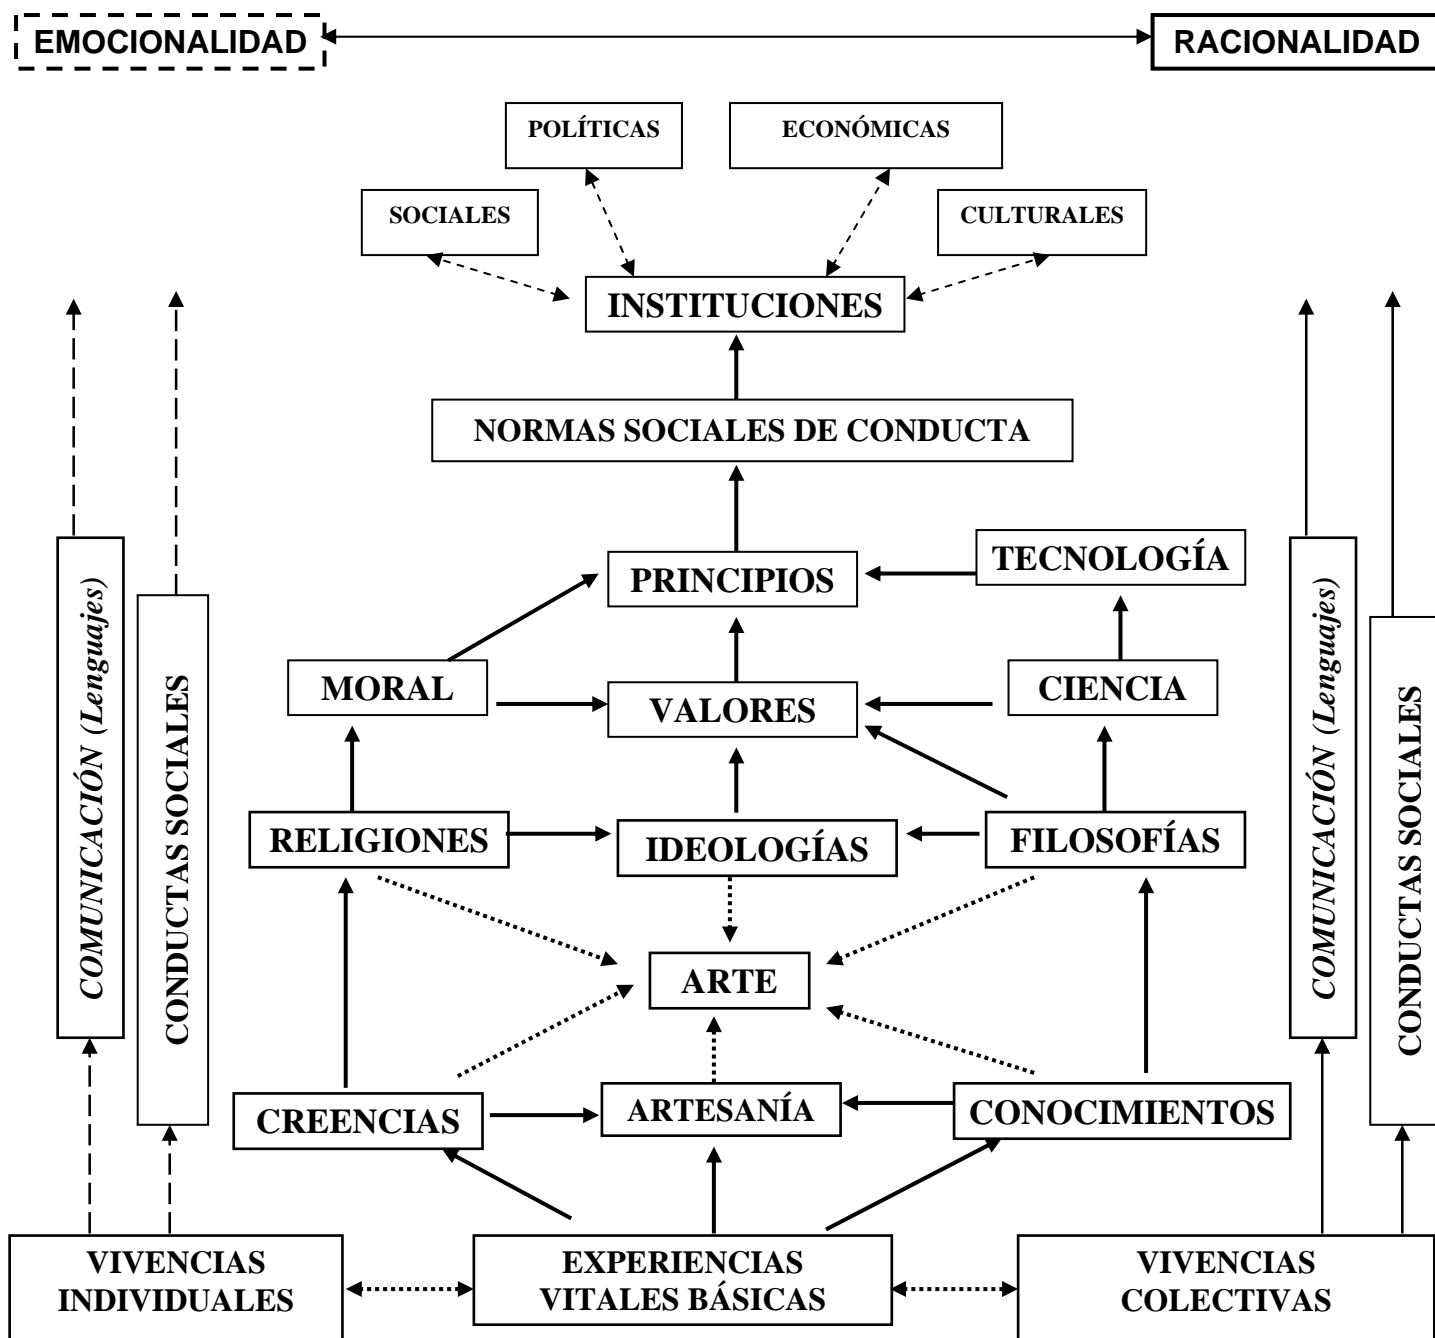 EMOCIONALIDAD
RACIONALIDAD
POLÍTICAS
ECONÓMICAS
SOCIALES
CULTURALES
INSTITUCIONES
NORMAS SOCIALES DE CONDUCTA
TECNOLOGÍA
PRINCIPIOS
MORAL
VALORES
CIENCIA
RELIGIONES
IDEOLOGÍAS
FILOSOFÍAS
ARTE
CREENCIAS
ARTESANÍA
CONOCIMIENTOS
COMUNICACIÓN (Lenguajes)
CONDUCTAS SOCIALES
COMUNICACIÓN (Lenguajes)
CONDUCTAS SOCIALES
VIVENCIAS
INDIVIDUALES
EXPERIENCIAS
VITALES BÁSICAS
VIVENCIAS
COLECTIVAS